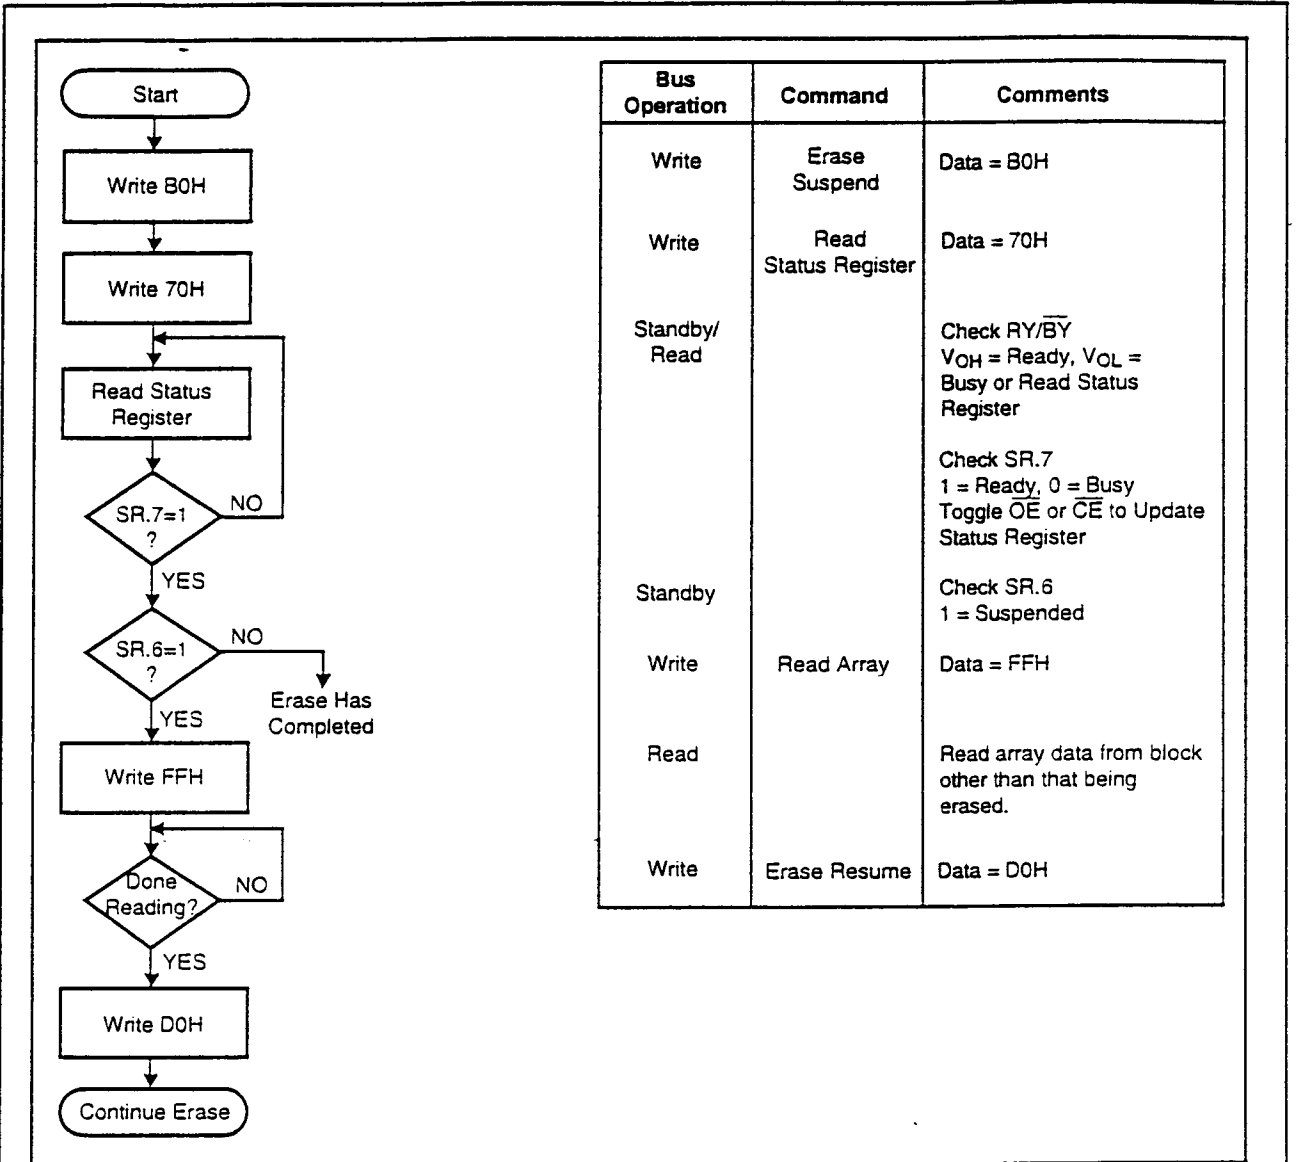 Start
Write B0H
Write 70H
Read Status
Register
SR.7=1
?
NO
YES
SR.6=1
?
NO
Erase Has
Completed
YES
Write FFH
Done
Reading?
NO
YES
Write D0H
Continue Erase
Bus
Operation
Command
Comments
Write
Erase
Suspend
Data = B0H
Write
Read
Status Register
Data = 70H
Standby/
Read
Check RY/B̅Y̅
VOH = Ready, VOL =
Busy or Read Status
Register
Check SR.7
1 = Ready, 0 = Busy
Toggle O̅E̅ or C̅E̅ to Update
Status Register
Standby
Check SR.6
1 = Suspended
Write
Read Array
Data = FFH
Read
Read array data from block
other than that being
erased.
Write
Erase Resume
Data = D0H